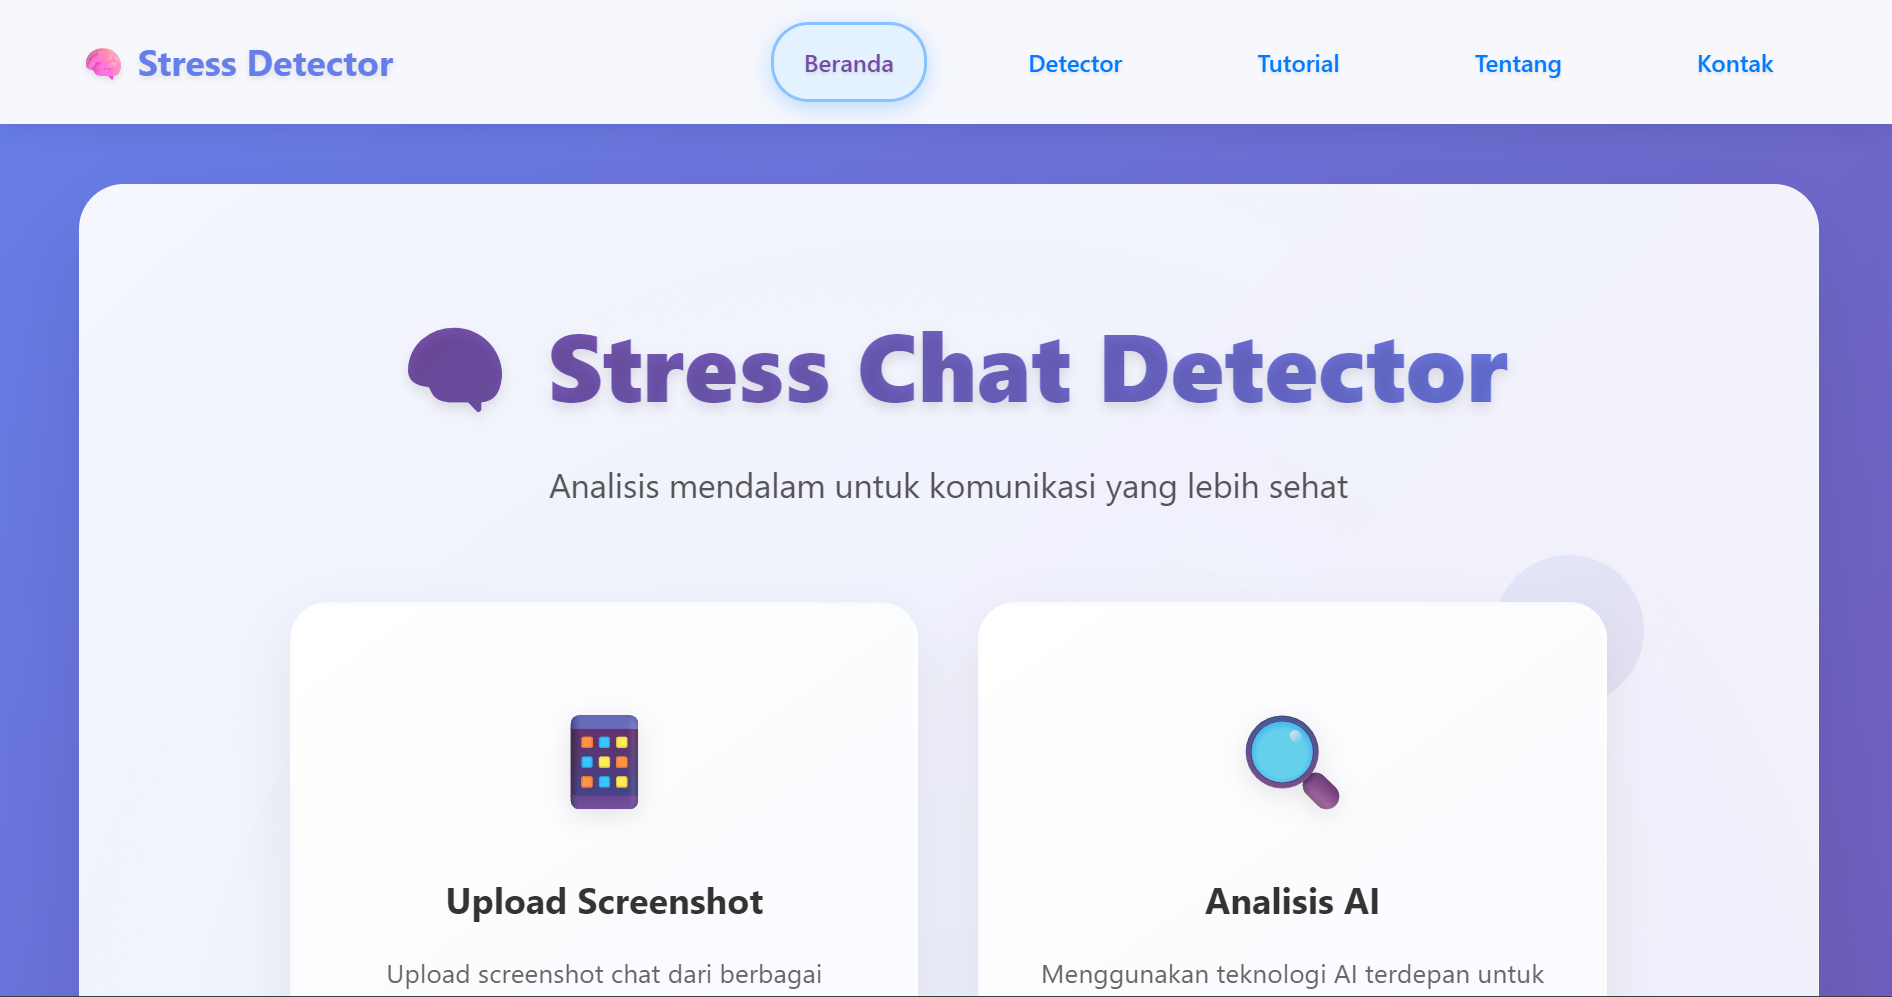 Stress Detector
Beranda
Detector
Tutorial
Tentang
Kontak
Stress Chat Detector
Analisis mendalam untuk komunikasi yang lebih sehat
Upload Screenshot
Upload screenshot chat dari berbagai
Analisis AI
Menggunakan teknologi AI terdepan untuk